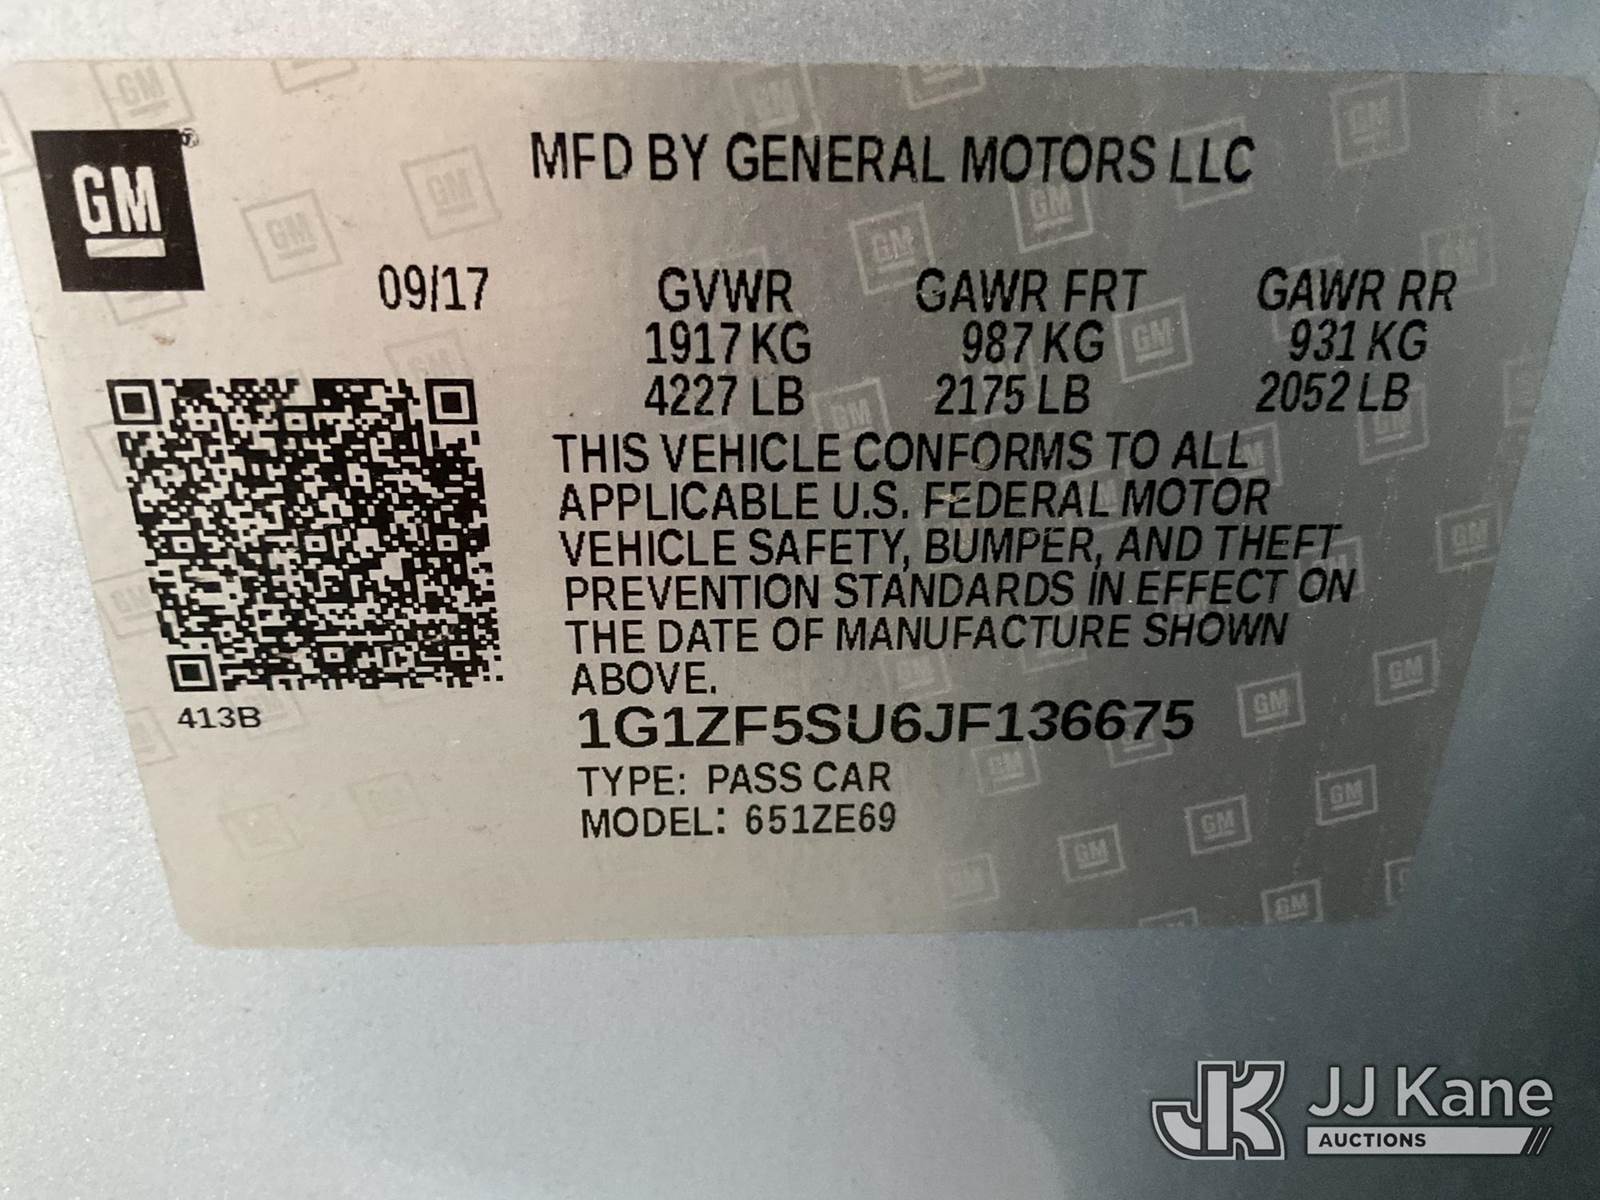 GM®
MFD BY GENERAL MOTORS LLC
09/17 GVWR GAWR FRT GAWR RR
1917 KG 987 KG 931 KG
4227 LB 2175 LB 2052 LB
THIS VEHICLE CONFORMS TO ALL
APPLICABLE U.S. FEDERAL MOTOR
VEHICLE SAFETY, BUMPER, AND THEFT
PREVENTION STANDARDS IN EFFECT ON
THE DATE OF MANUFACTURE SHOWN
ABOVE.
413B
1G1ZF5SU6JF136675
TYPE: PASS CAR
MODEL: 651ZE69
JK JJ Kane
AUCTIONS